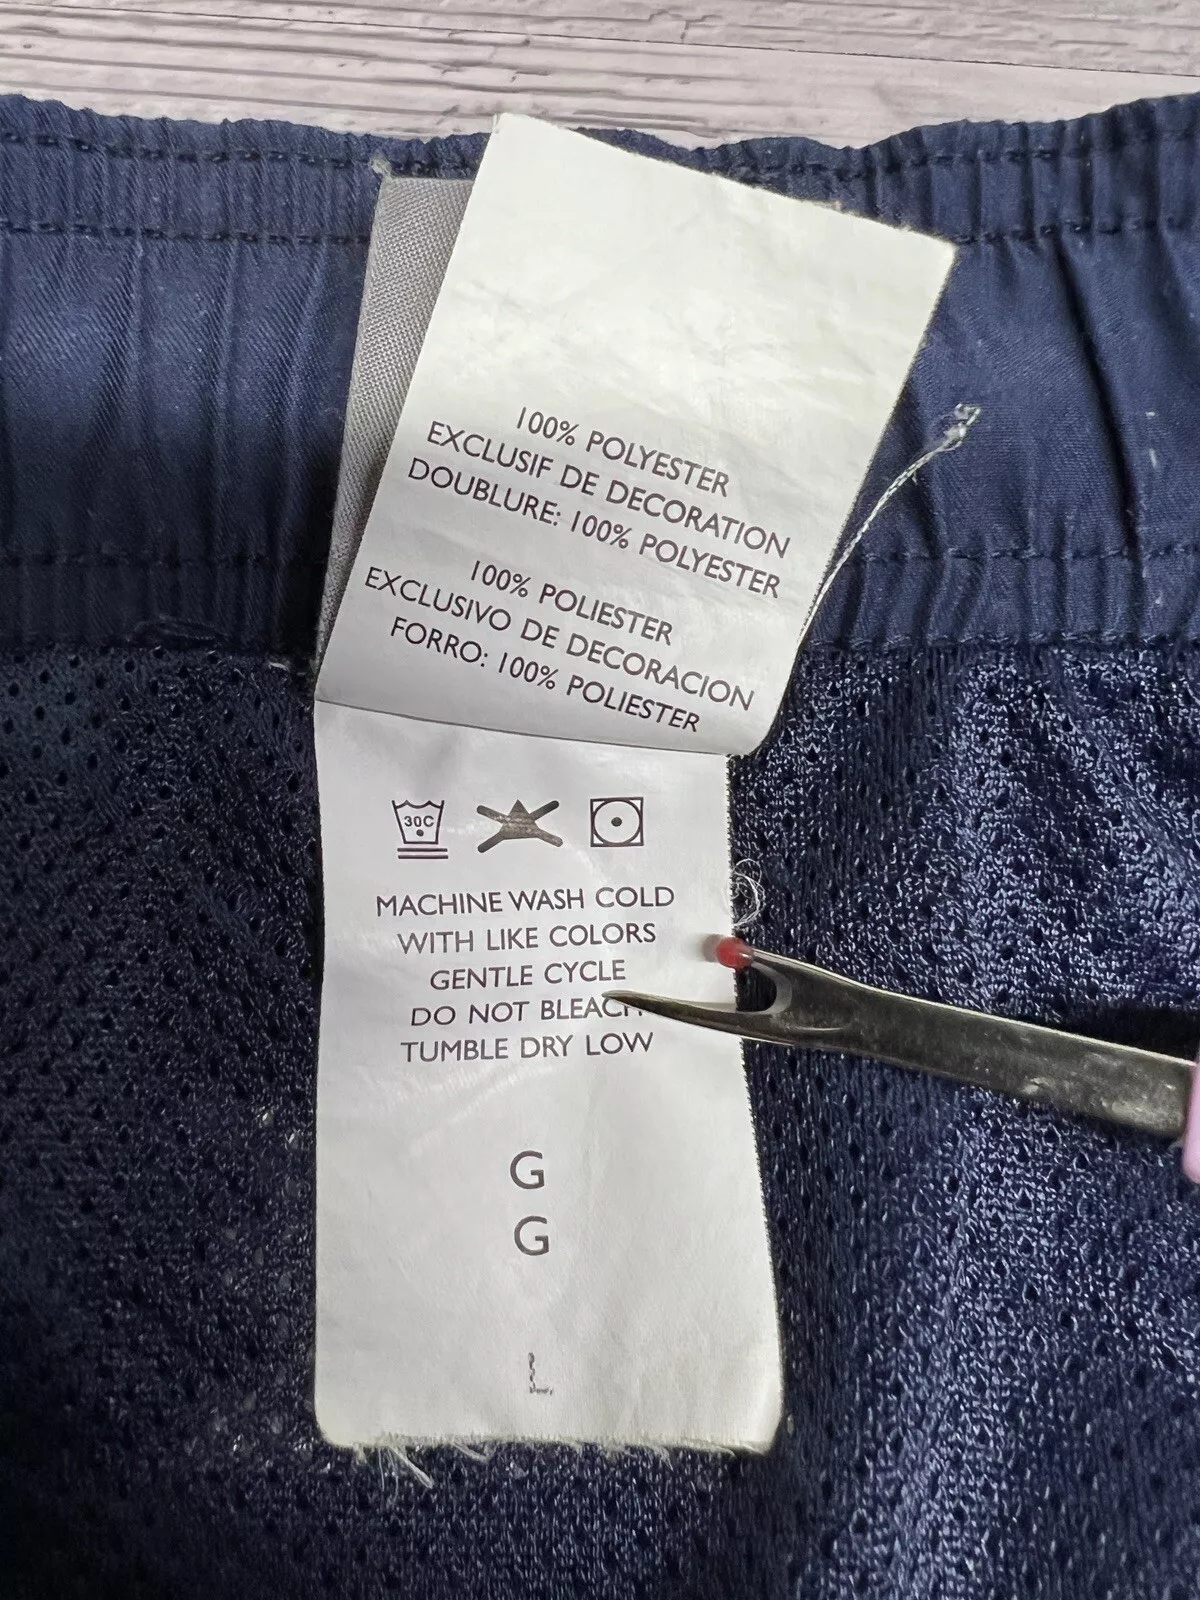 100% POLYESTER
EXCLUSIF DE DECORATION
DOUBLURE: 100% POLYESTER
100% POLIESTER
EXCLUSIVO DE DECORACION
FORRO: 100% POLIESTER
30C
MACHINE WASH COLD
WITH LIKE COLORS
GENTLE CYCLE
DO NOT BLEACH
TUMBLE DRY LOW
G
G
L